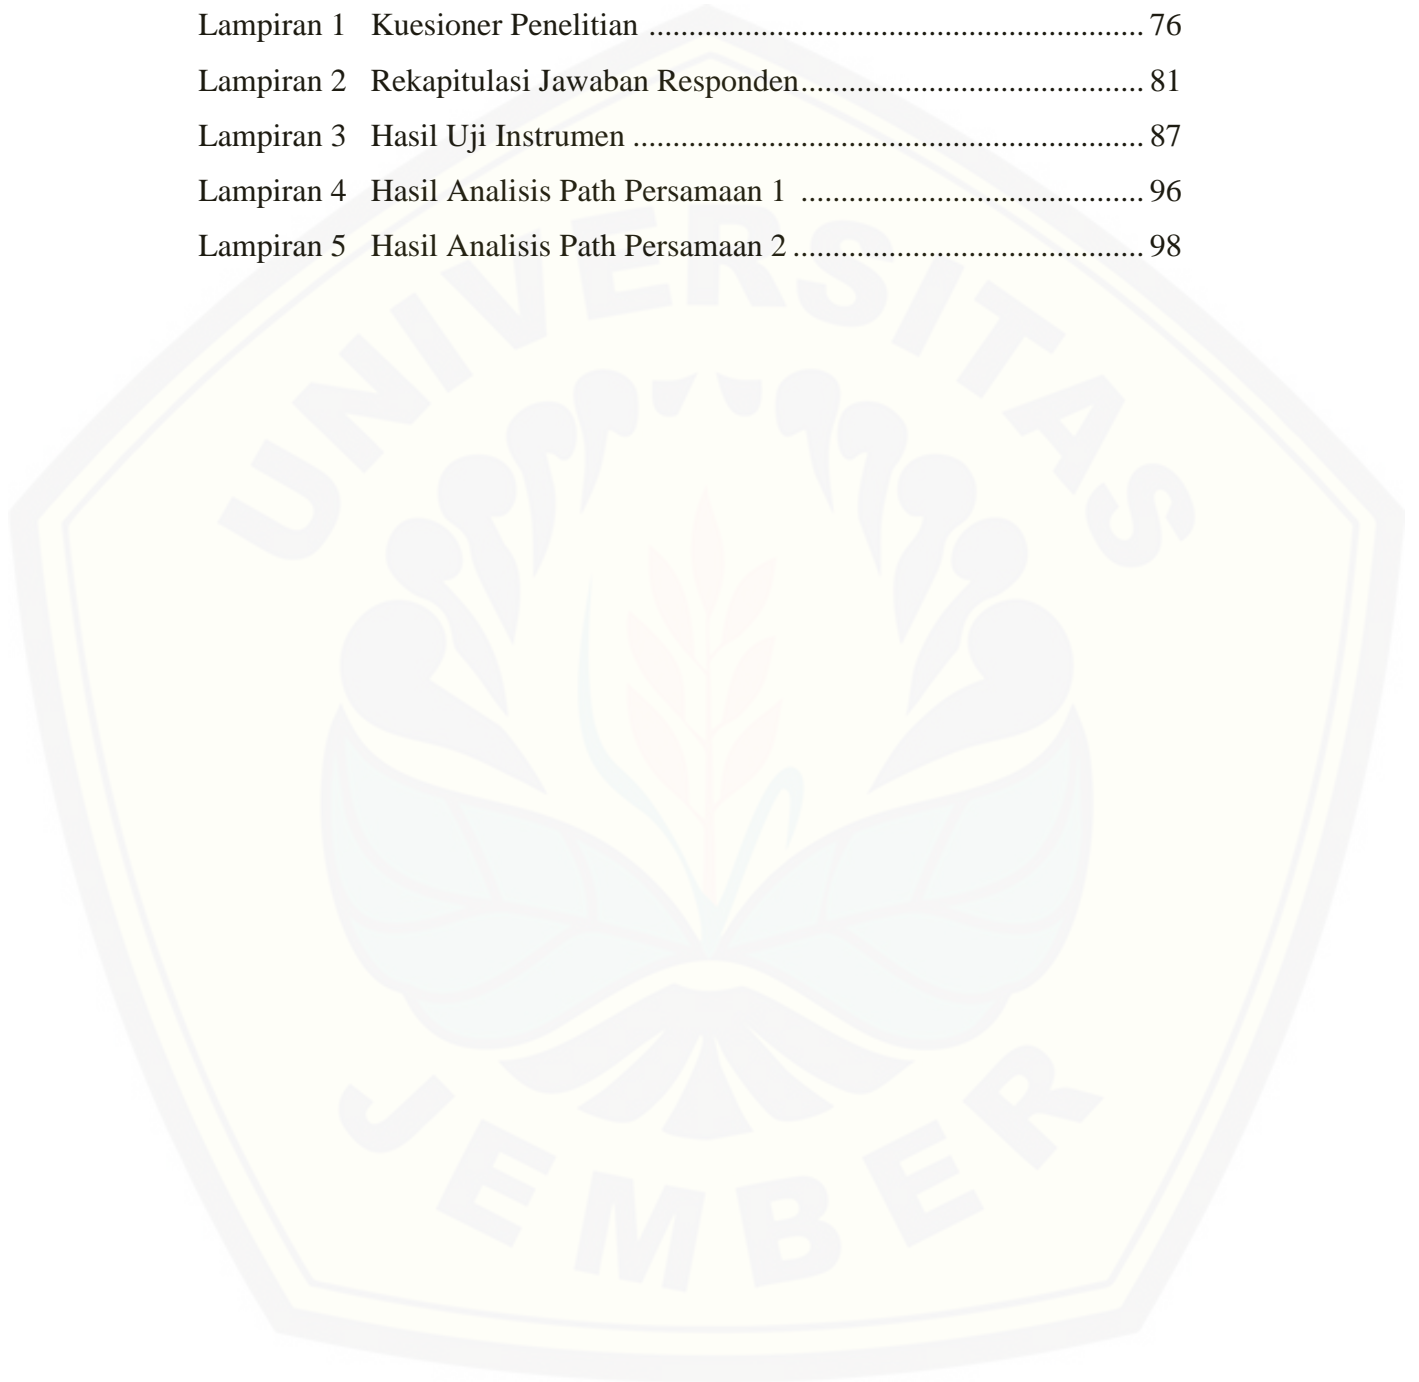 Lampiran 1 Kuesioner Penelitian ............................................................. 76
Lampiran 2 Rekapitulasi Jawaban Responden.......................................... 81
Lampiran 3 Hasil Uji Instrumen ............................................................... 87
Lampiran 4 Hasil Analisis Path Persamaan 1 .......................................... 96
Lampiran 5 Hasil Analisis Path Persamaan 2 ........................................... 98
UNIVERSITAS
JEMBER